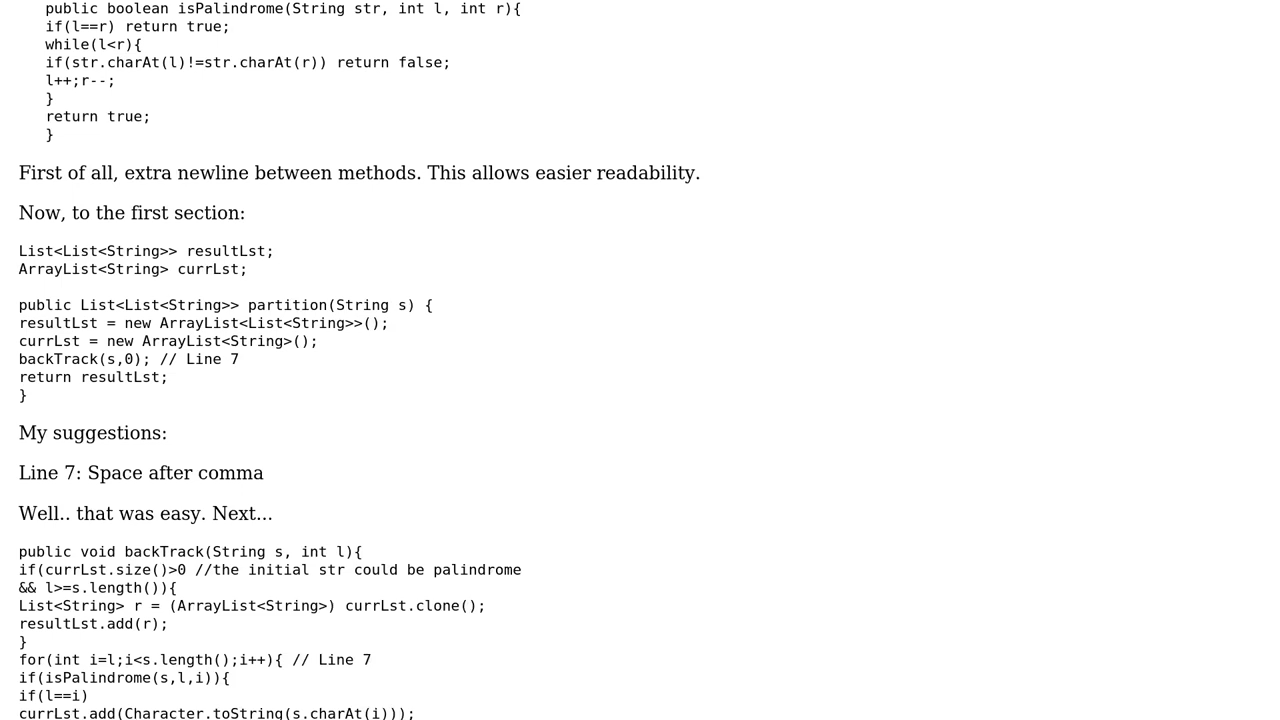 public boolean isPalindrome(String str, int l, int r){
if(l==r) return true;
while(l<r){
if(str.charAt(l)!=str.charAt(r)) return false;
l++;r--;
}
return true;
}
First of all, extra newline between methods. This allows easier readability.
Now, to the first section:
List<List<String>> resultLst;
ArrayList<String> currLst;
public List<List<String>> partition(String s) {
resultLst = new ArrayList<List<String>>();
currLst = new ArrayList<String>();
backTrack(s,0); // Line 7
return resultLst;
}
My suggestions:
Line 7: Space after comma
Well.. that was easy. Next...
public void backTrack(String s, int l){
if(currLst.size()>0 //the initial str could be palindrome
&& l>=s.length()){
List<String> r = (ArrayList<String>) currLst.clone();
resultLst.add(r);
}
for(int i=l;i<s.length();i++){ // Line 7
if(isPalindrome(s,l,i)){
if(l==i)
currLst.add(Character.toString(s.charAt(i)));